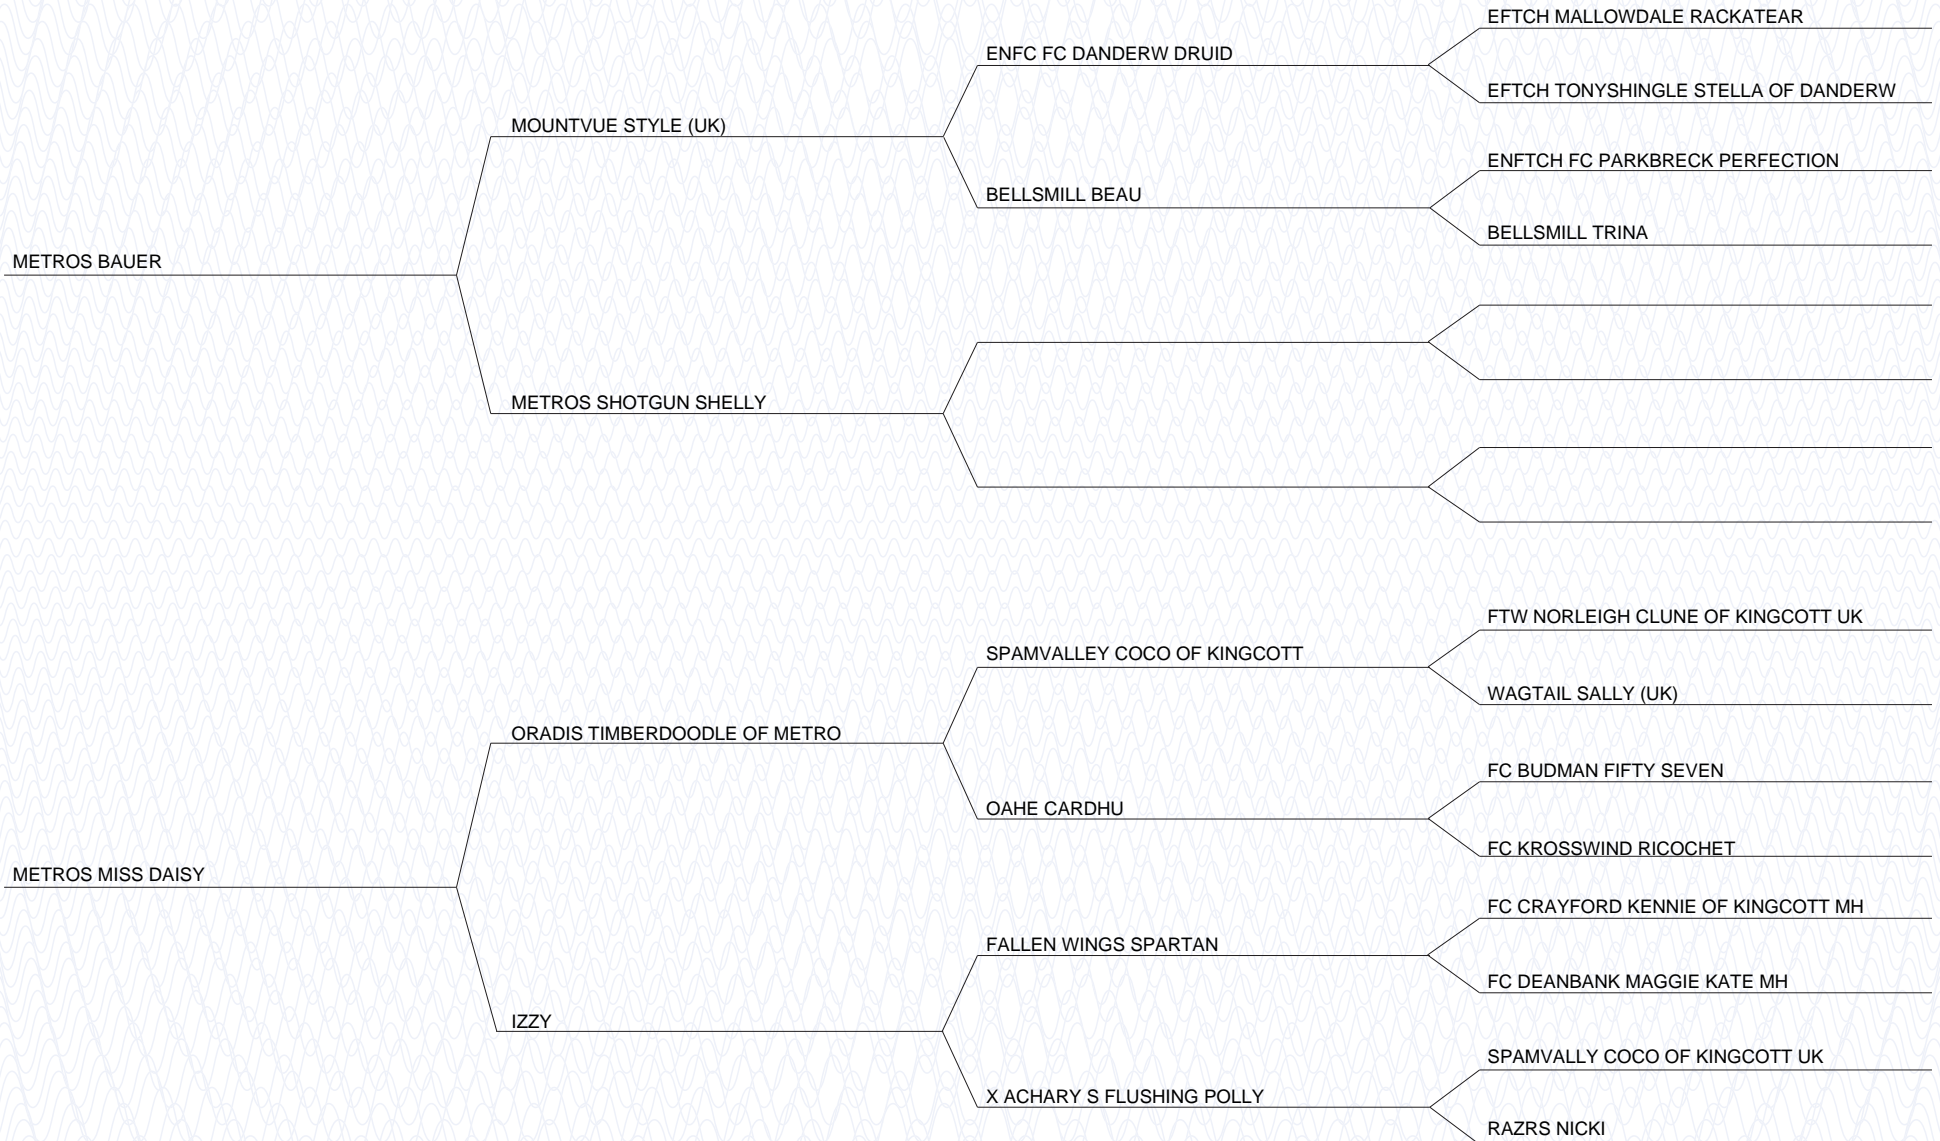 EFTCH MALLOWDALE RACKATEAR
ENFC FC DANDERW DRUID
EFTCH TONYSHINGLE STELLA OF DANDERW
MOUNTVUE STYLE (UK)
ENFTCH FC PARKBRECK PERFECTION
BELLSMILL BEAU
BELLSMILL TRINA
METROS BAUER
METROS SHOTGUN SHELLY
FTW NORLEIGH CLUNE OF KINGCOTT UK
SPAMVALLEY COCO OF KINGCOTT
WAGTAIL SALLY (UK)
ORADIS TIMBERDOODLE OF METRO
FC BUDMAN FIFTY SEVEN
OAHE CARDHU
FC KROSSWIND RICOCHET
METROS MISS DAISY
FC CRAYFORD KENNIE OF KINGCOTT MH
FALLEN WINGS SPARTAN
FC DEANBANK MAGGIE KATE MH
IZZY
SPAMVALLY COCO OF KINGCOTT UK
X ACHARY S FLUSHING POLLY
RAZRS NICKI